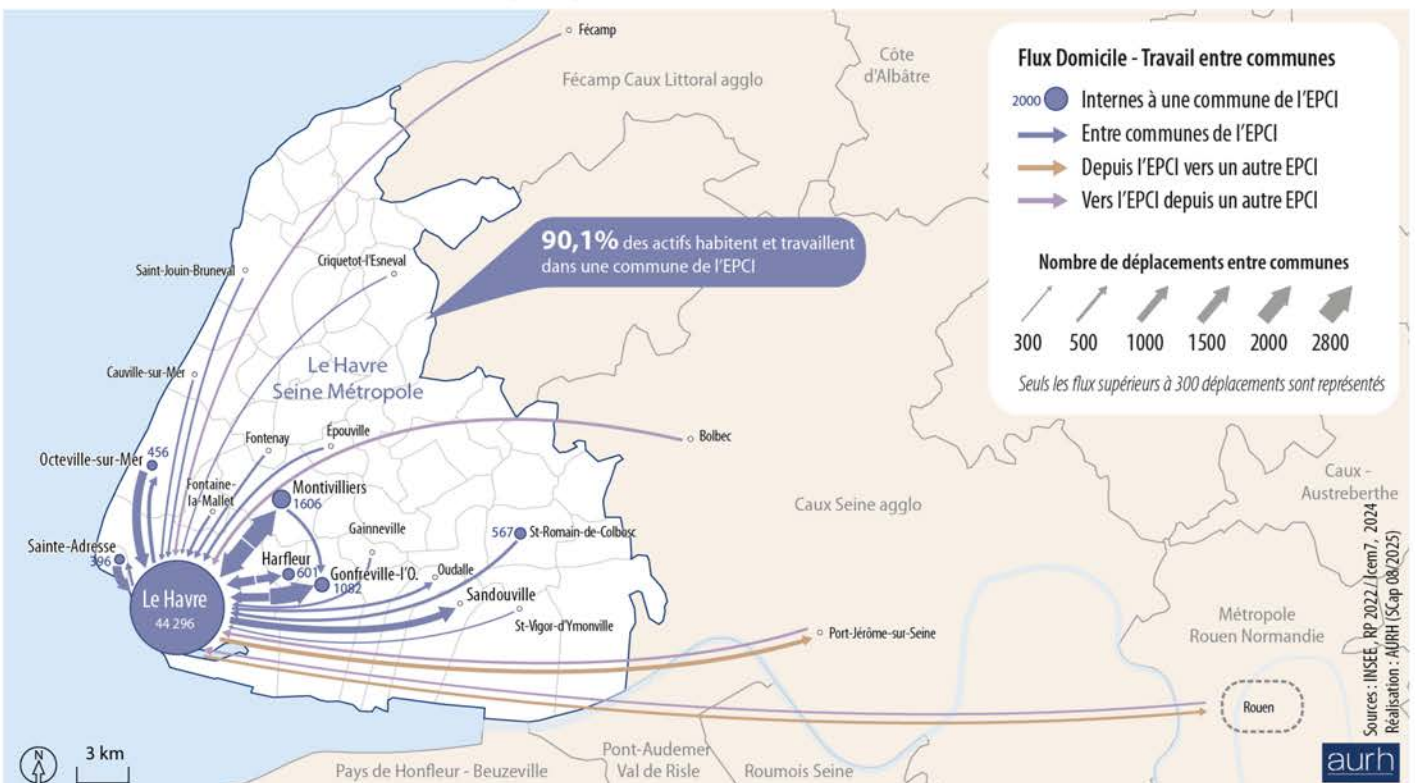 Fécamp
Côte
d'Albâtre
Fécamp Caux Littoral agglo
Flux Domicile - Travail entre communes
2000 Internes à une commune de l'EPCI
Entre communes de l'EPCI
Depuis l'EPCI vers un autre EPCI
Vers l'EPCI depuis un autre EPCI
Nombre de déplacements entre communes
300 500 1000 1500 2000 2800
Seuls les flux supérieurs à 300 déplacements sont représentés
90,1% des actifs habitent et travaillent
dans une commune de l'EPCI
Saint-Jouin-Bruneval
Criquetot-l'Esneval
Le Havre
Seine Métropole
Cauville-sur-Mer
Fontenay
Épouville
Bolbec
Octeville-sur-Mer
456
Fontaine-
la-Mallet
Montivilliers
1606
Caux Seine agglo
Caux -
Austreberthe
Gainneville
567
St-Romain-de-Colbosc
Sainte-Adresse
396
Harfleur
601
Gonfreville-l'O.
1082
Oudalle
Sandouville
Le Havre
44 296
St-Vigor-d'Ymonville
Port-Jérôme-sur-Seine
Métropole
Rouen Normandie
Rouen
Sources : INSEE, RP 2022 / Icem7, 2024
Réalisation : AURH (SCap 08/2025)
N
3 km
Pays de Honfleur - Beuzeville
Pont-Audemer
Val de Risle
Roumois Seine
aurh